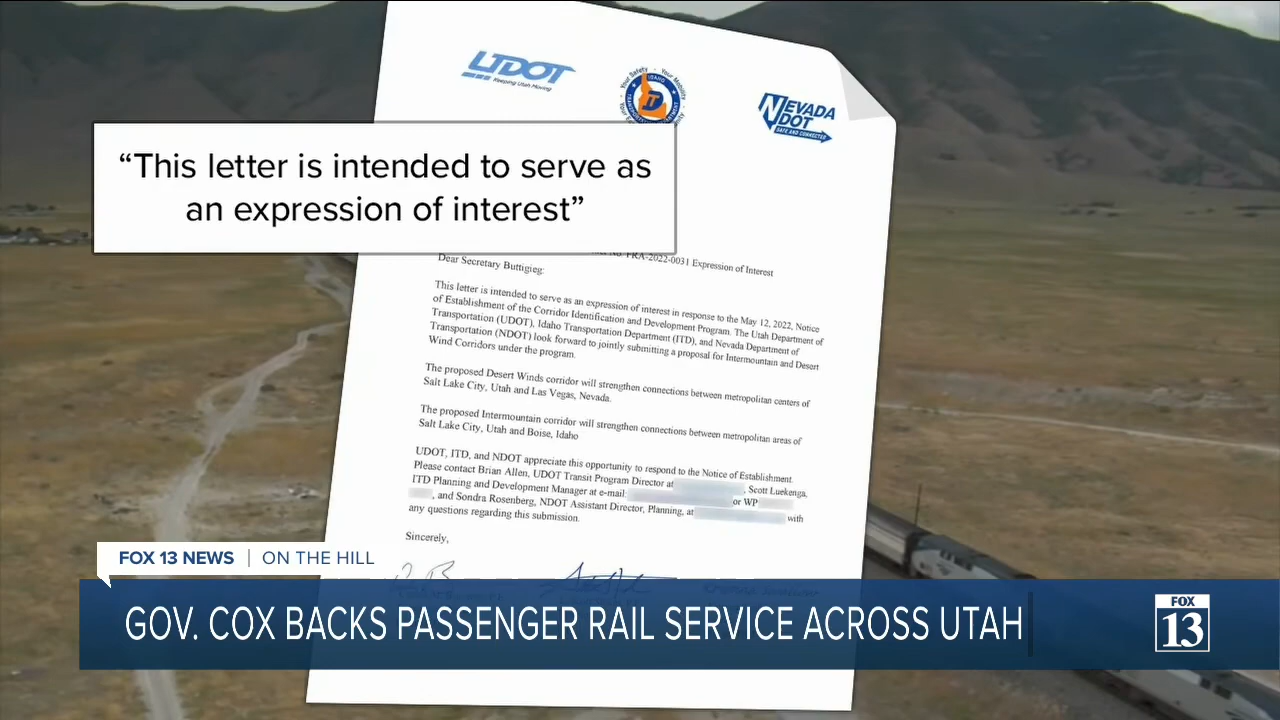 UDOT
Keeping Utah Moving
Your Safety · Your Mobility
IDAHO
NEVADA
DOT
SAFE AND CONNECTED
“This letter is intended to serve as
an expression of interest”
FRA-2022-0031 Expression of Interest
Dear Secretary Buttigieg:
This letter is intended to serve as an expression of interest in response to the May 12, 2022, Notice
of Establishment of the Corridor Identification and Development Program. The Utah Department of
Transportation (UDOT), Idaho Transportation Department (ITD), and Nevada Department of
Transportation (NDOT) look forward to jointly submitting a proposal for Intermountain and Desert
Wind Corridors under the program.
The proposed Desert Winds corridor will strengthen connections between metropolitan centers of
Salt Lake City, Utah and Las Vegas, Nevada.
The proposed Intermountain corridor will strengthen connections between metropolitan areas of
Salt Lake City, Utah and Boise, Idaho
UDOT, ITD, and NDOT appreciate this opportunity to respond to the Notice of Establishment.
Please contact Brian Allen, UDOT Transit Program Director at , Scott Luekenga,
ITD Planning and Development Manager at e-mail: or WP
, and Sondra Rosenberg, NDOT Assistant Director, Planning, at with
any questions regarding this submission.
Sincerely,
FOX 13 NEWS | ON THE HILL
GOV. COX BACKS PASSENGER RAIL SERVICE ACROSS UTAH
FOX
13